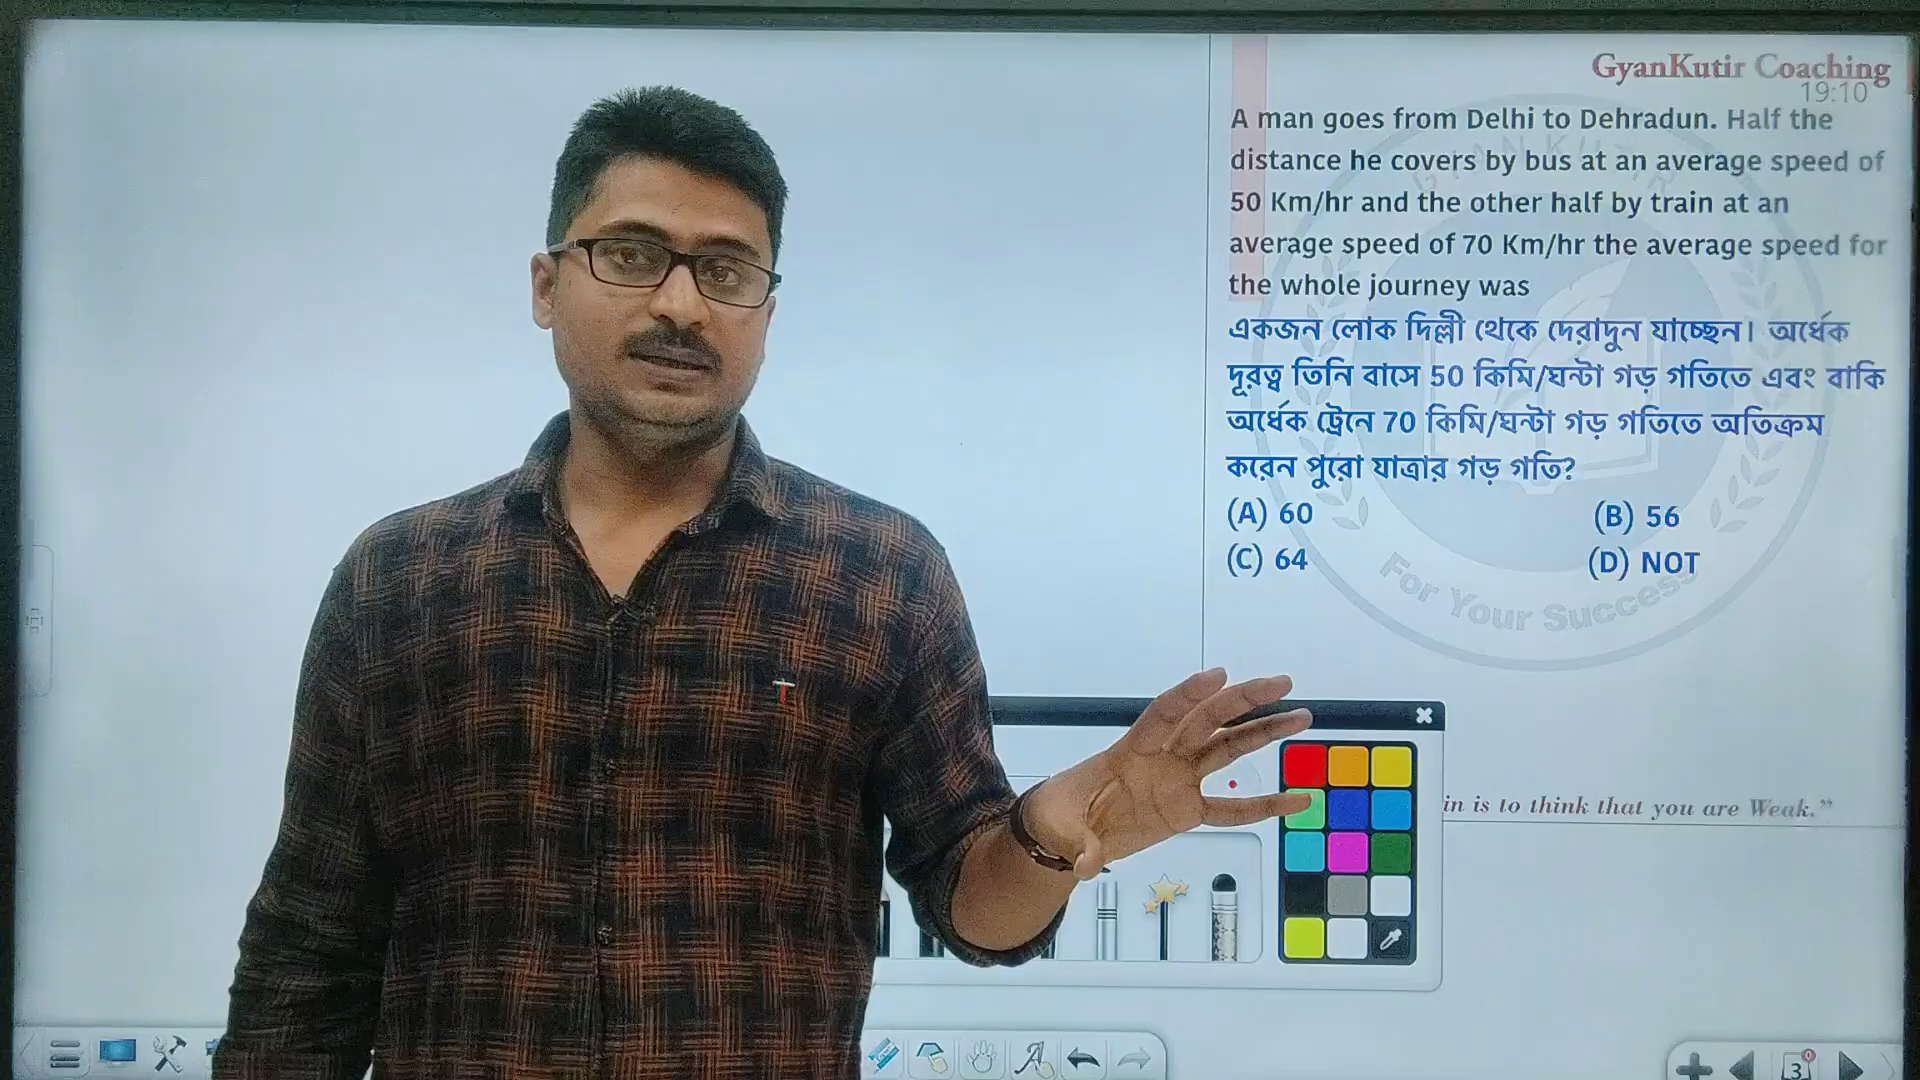 GyanKutir Coaching
19:10
A man goes from Delhi to Dehradun. Half the
distance he covers by bus at an average speed of
50 Km/hr and the other half by train at an
average speed of 70 Km/hr the average speed for
the whole journey was
একজন লোক দিল্লী থেকে দেরাদুন যাচ্ছেন। অর্ধেক
দূরত্ব তিনি বাসে 50 কিমি/ঘন্টা গড় গতিতে এবং বাকি
অর্ধেক ট্রেনে 70 কিমি/ঘন্টা গড় গতিতে অতিক্রম
করেন পুরো যাত্রার গড় গতি?
(A) 60 (B) 56
(C) 64 (D) NOT
For Your Success
in is to think that you are Weak.”
3